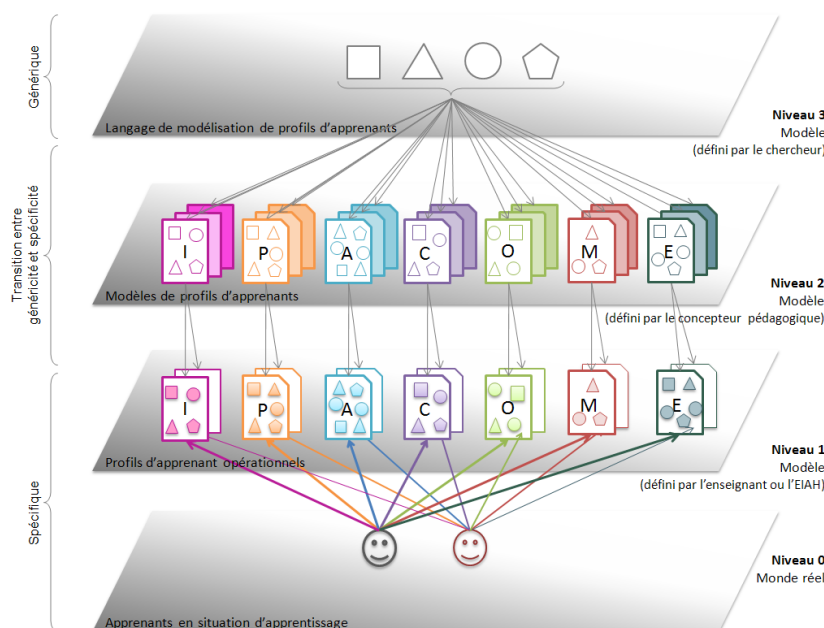 Générique
Langage de modélisation de profils d'apprenants
Niveau 3
Modèle
(défini par le chercheur)
Transition entre
généricité et spécificité
I
P
A
C
O
M
E
Modèles de profils d'apprenants
Niveau 2
Modèle
(défini par le concepteur pédagogique)
I
P
A
C
O
M
E
Profils d'apprenant opérationnels
Niveau 1
Modèle
(défini par l'enseignant ou l'EIAH)
Spécifique
Niveau 0
Monde réel
Apprenants en situation d'apprentissage